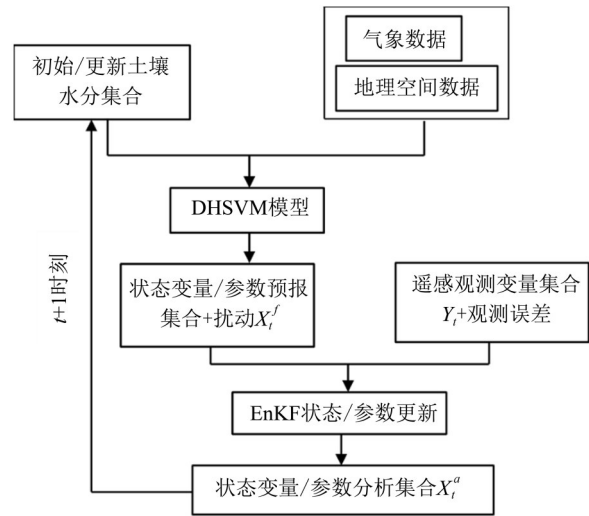 初始/更新土壤
水分集合
气象数据
地理空间数据
DHSVM模型
t+1时刻
状态变量/参数预报
集合+扰动X_t^f
遥感观测变量集合
Y_t+观测误差
EnKF状态/参数更新
状态变量/参数分析集合X_t^a